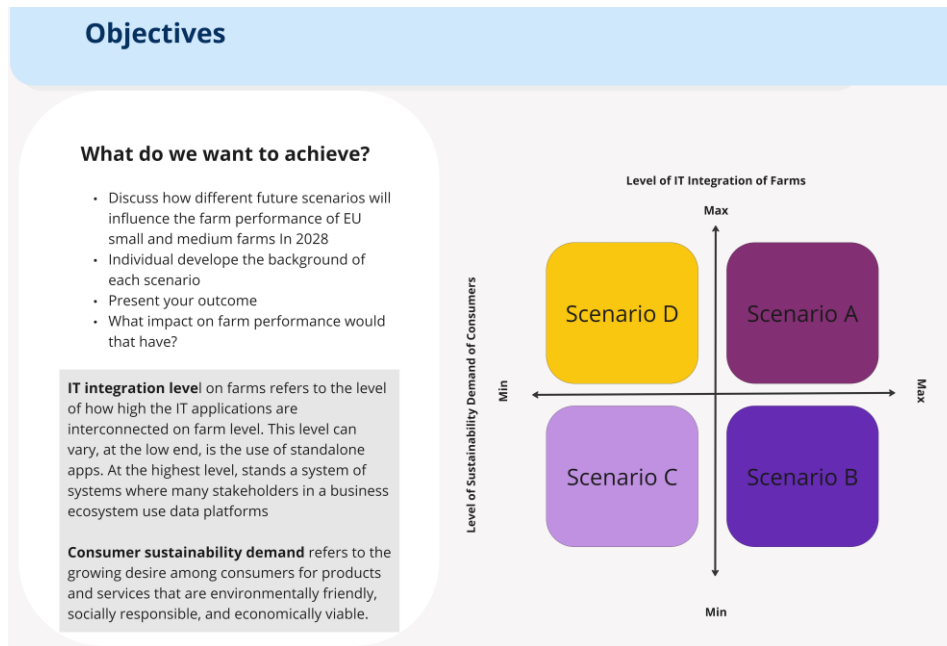 Objectives
What do we want to achieve?
• Discuss how different future scenarios will
influence the farm performance of EU
small and medium farms In 2028
• Individual develope the background of
each scenario
• Present your outcome
• What impact on farm performance would
that have?
IT integration level on farms refers to the level
of how high the IT applications are
interconnected on farm level. This level can
vary, at the low end, is the use of standalone
apps. At the highest level, stands a system of
systems where many stakeholders in a business
ecosystem use data platforms
Consumer sustainability demand refers to the
growing desire among consumers for products
and services that are environmentally friendly,
socially responsible, and economically viable.
Level of IT Integration of Farms
Max
Level of Sustainability Demand of Consumers
Min
Scenario D
Scenario A
Max
Scenario C
Scenario B
Min